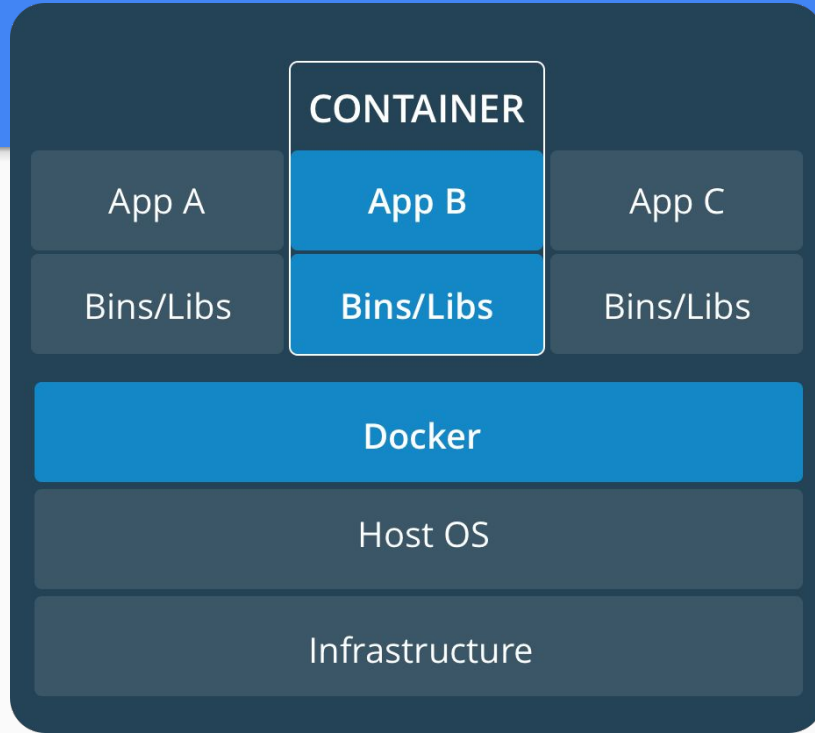 CONTAINER
App A
App B
App C
Bins/Libs
Bins/Libs
Bins/Libs
Docker
Host OS
Infrastructure